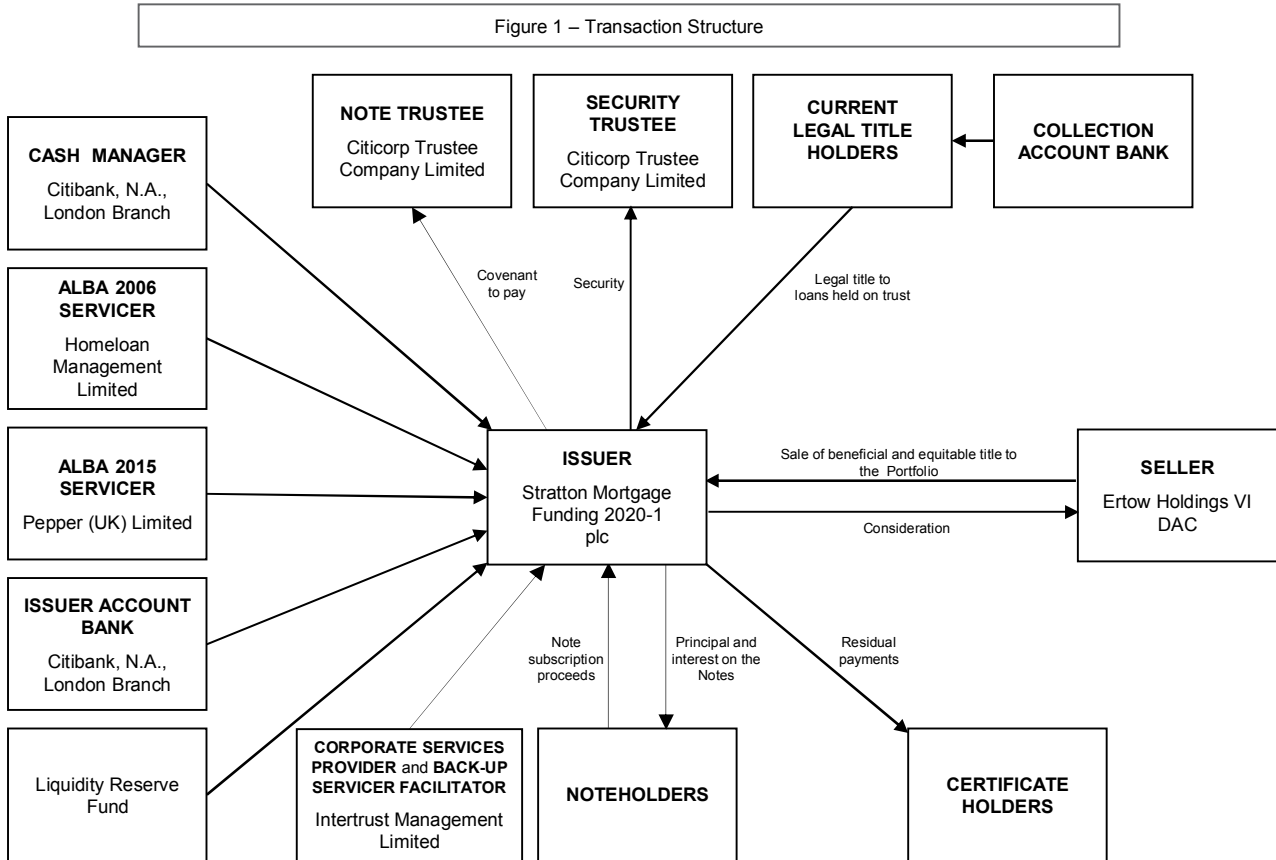 Figure 1 – Transaction Structure
NOTE TRUSTEE
Citicorp Trustee
Company Limited
SECURITY
TRUSTEE
Citicorp Trustee
Company Limited
CURRENT
LEGAL TITLE
HOLDERS
COLLECTION
ACCOUNT BANK
CASH MANAGER
Citibank, N.A.,
London Branch
ALBA 2006
SERVICER
Homeloan
Management
Limited
ALBA 2015
SERVICER
Pepper (UK) Limited
ISSUER ACCOUNT
BANK
Citibank, N.A.,
London Branch
Liquidity Reserve
Fund
Covenant
to pay
Security
Legal title to
loans held on trust
ISSUER
Stratton Mortgage
Funding 2020-1
plc
Sale of beneficial and equitable title to
the Portfolio
Consideration
SELLER
Ertow Holdings VI
DAC
Note
subscription
proceeds
Principal and
interest on the
Notes
Residual
payments
CORPORATE SERVICES
PROVIDER and BACK-UP
SERVICER FACILITATOR
Intertrust Management
Limited
NOTEHOLDERS
CERTIFICATE
HOLDERS